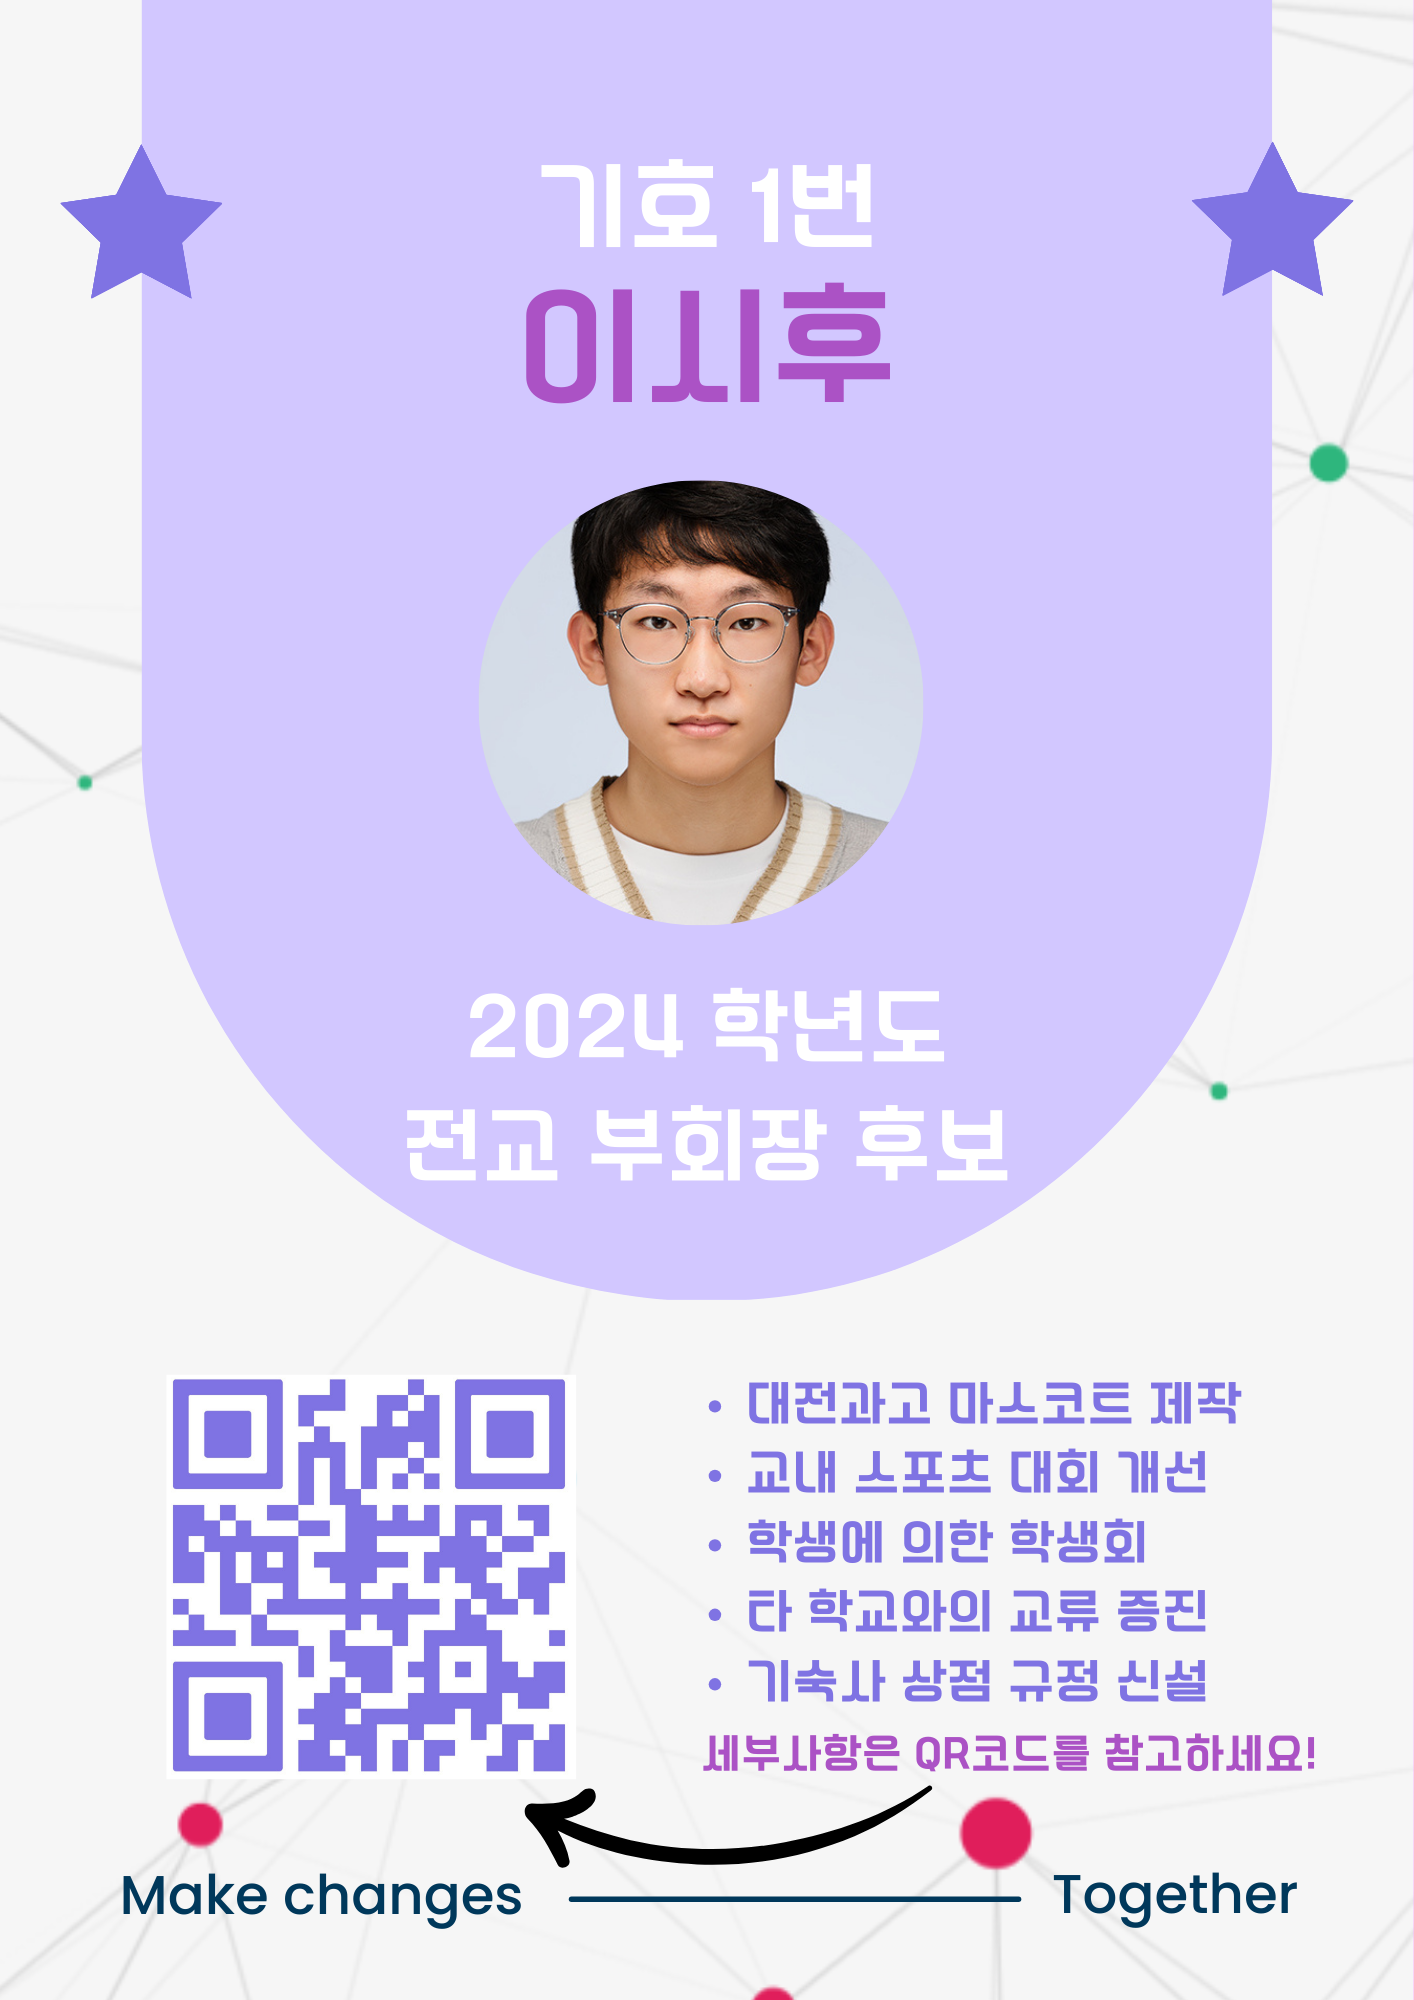 기호 1번
이시후
2024 학년도
전교 부회장 후보
• 대전과고 마스코트 제작
• 교내 스포츠 대회 개선
• 학생에 의한 학생회
• 타 학교와의 교류 증진
• 기숙사 상점 규정 신설
세부사항은 QR코드를 참고하세요!
Make changes
Together